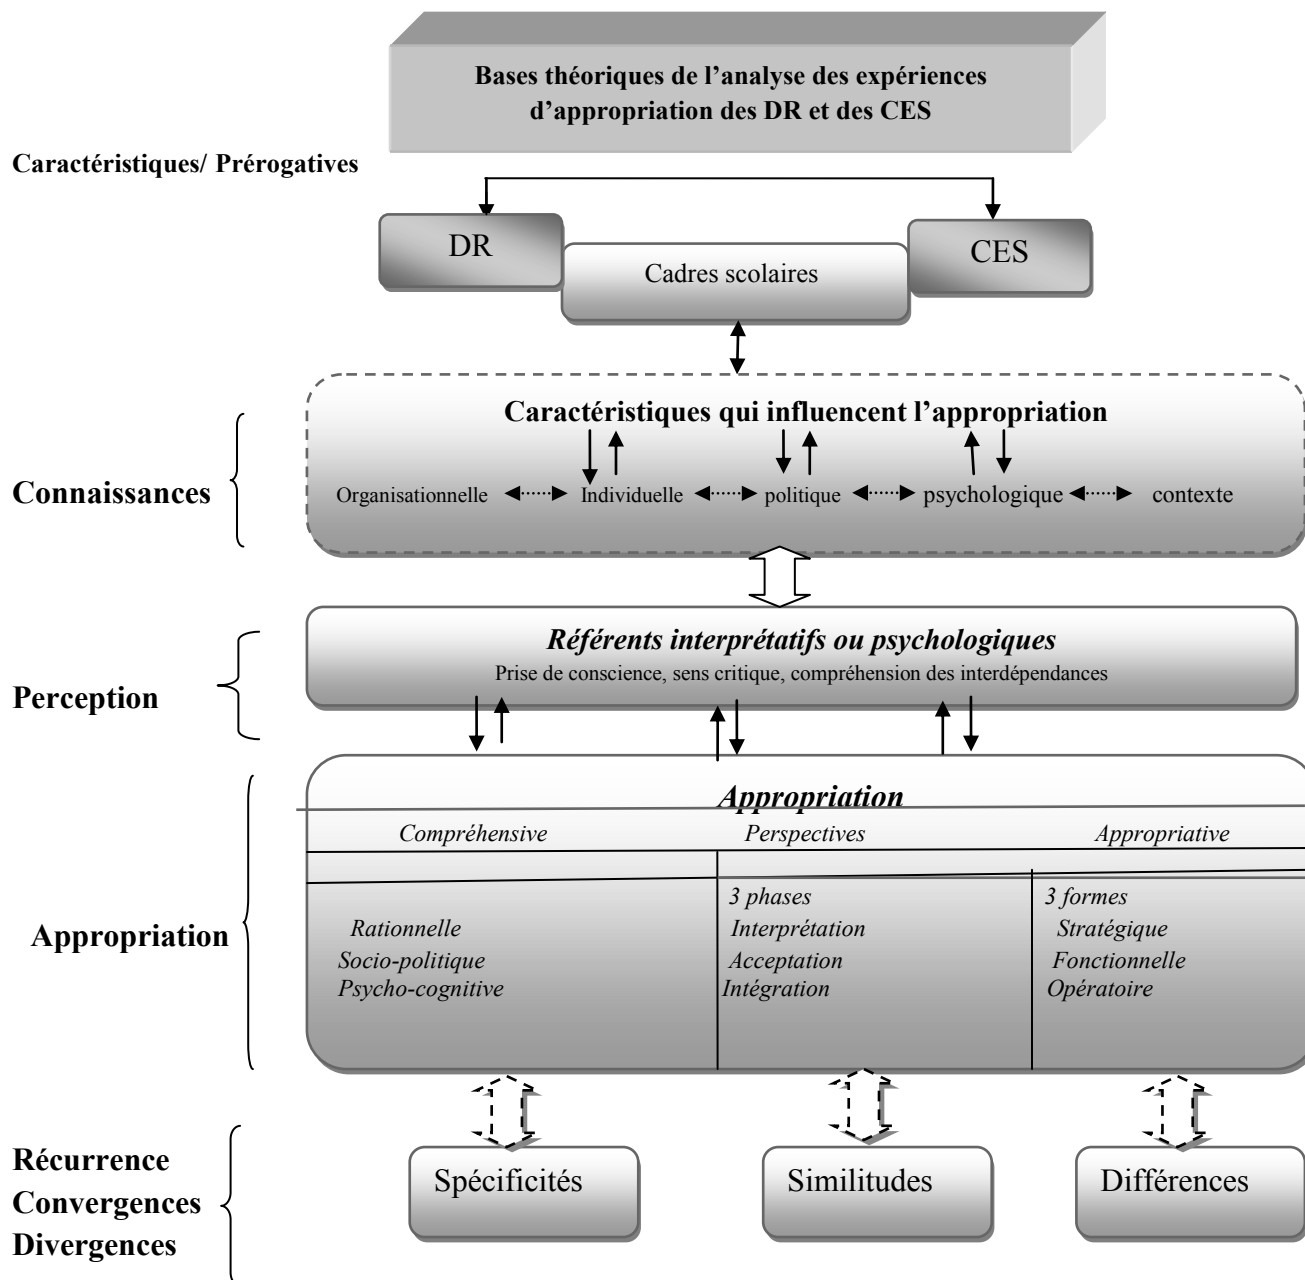 Bases théoriques de l’analyse des expériences
d’appropriation des DR et des CES
Caractéristiques/ Prérogatives
DR
CES
Cadres scolaires
Caractéristiques qui influencent l’appropriation
Connaissances
Organisationnelle
Individuelle
politique
psychologique
contexte
Référents interprétatifs ou psychologiques
Prise de conscience, sens critique, compréhension des interdépendances
Perception
Appropriation
Compréhensive
Perspectives
Appropriative
3 phases
3 formes
Appropriation
Rationnelle
Interprétation
Stratégique
Socio-politique
Acceptation
Fonctionnelle
Psycho-cognitive
Intégration
Opératoire
Récurrence
Convergences
Divergences
Spécificités
Similitudes
Différences